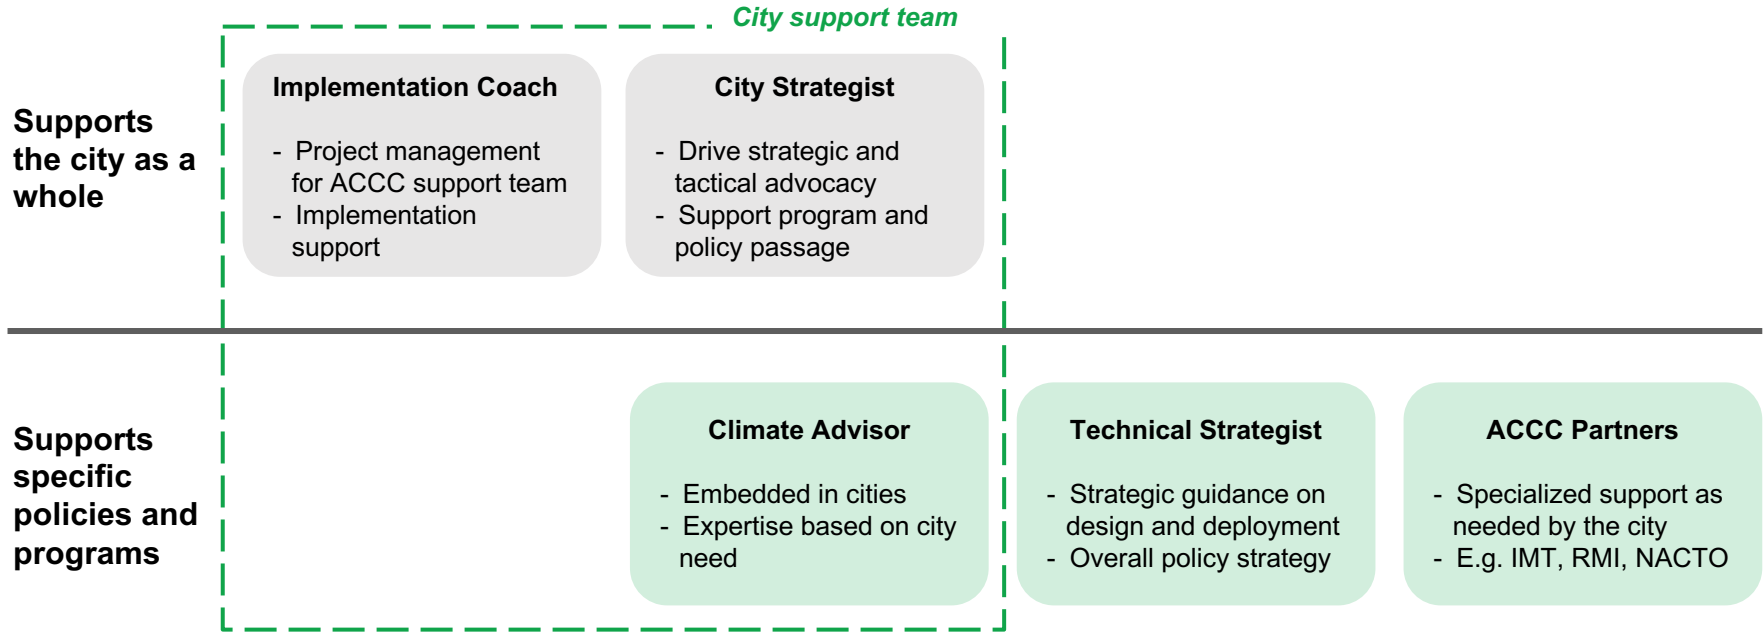 City support team
Supports
the city as a
whole
Implementation Coach
- Project management
for ACCC support team
- Implementation
support
City Strategist
- Drive strategic and
tactical advocacy
- Support program and
policy passage
Supports
specific
policies and
programs
Climate Advisor
- Embedded in cities
- Expertise based on city
need
Technical Strategist
- Strategic guidance on
design and deployment
- Overall policy strategy
ACCC Partners
- Specialized support as
needed by the city
- E.g. IMT, RMI, NACTO